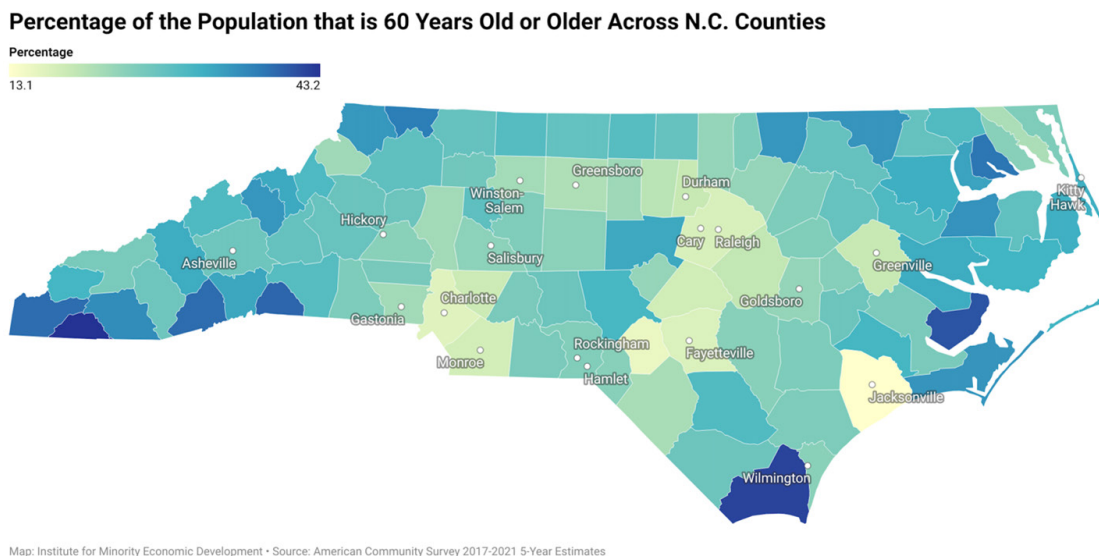 Percentage of the Population that is 60 Years Old or Older Across N.C. Counties
Percentage
13.1
43.2
Greensboro
Durham
Winston-
Salem
Kitty
Hawk
Hickory
Cary
Raleigh
Asheville
Salisbury
Greenville
Charlotte
Goldsboro
Gastonia
Rockingham
Monroe
Fayetteville
Hamlet
Jacksonville
Wilmington
Map: Institute for Minority Economic Development • Source: American Community Survey 2017-2021 5-Year Estimates